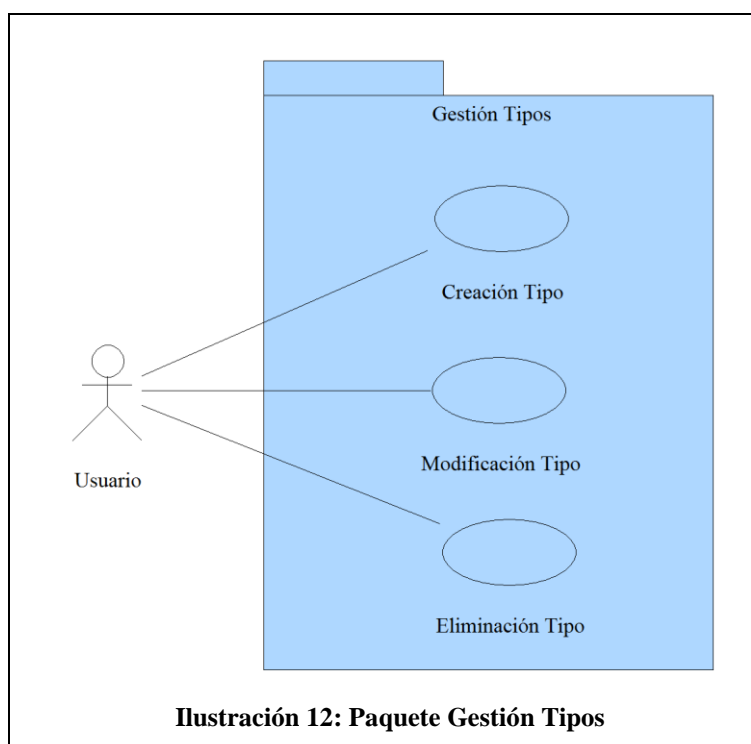 Gestión Tipos
Creación Tipo
Modificación Tipo
Usuario
Eliminación Tipo
Ilustración 12: Paquete Gestión Tipos